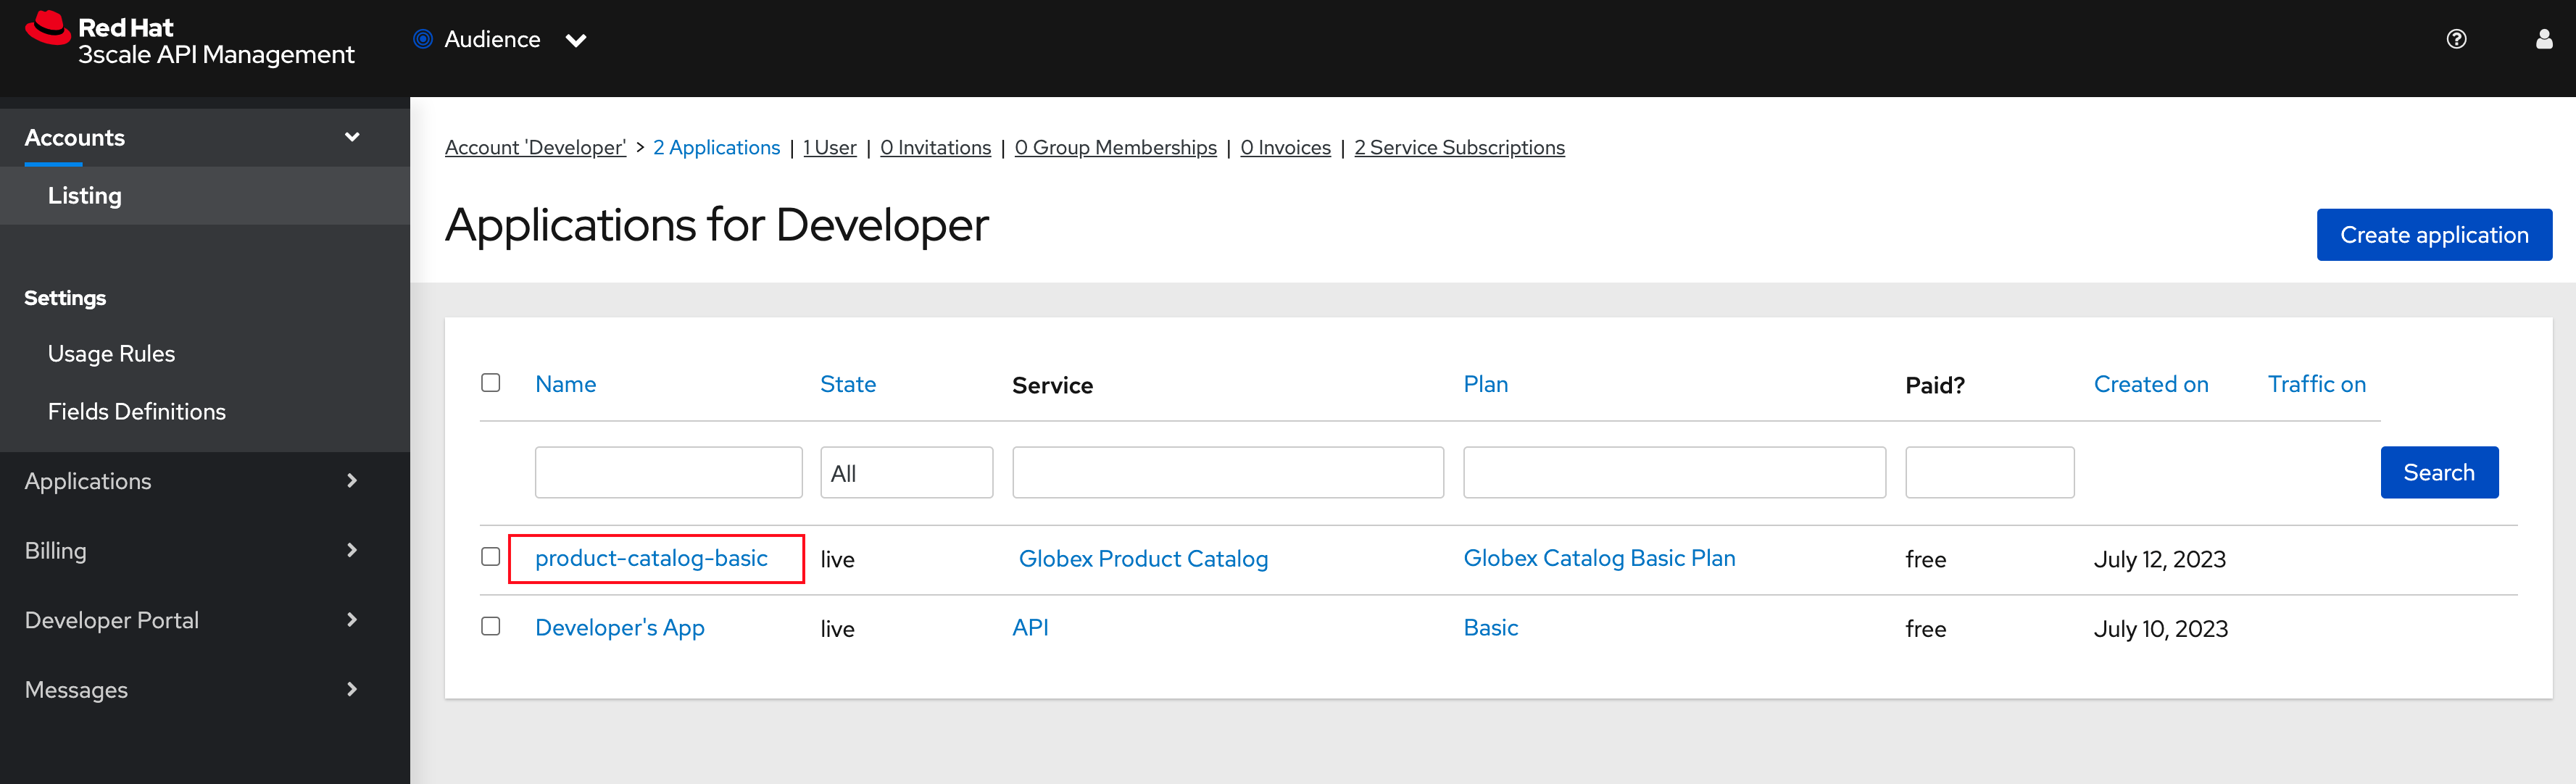 Red Hat
3scale API Management
Audience
Accounts
Listing
Settings
Usage Rules
Fields Definitions
Applications
Billing
Developer Portal
Messages
Account 'Developer' > 2 Applications | 1 User | 0 Invitations | 0 Group Memberships | 0 Invoices | 2 Service Subscriptions
Applications for Developer
Create application
Name State Service Plan Paid? Created on Traffic on
All Search
product-catalog-basic live Globex Product Catalog Globex Catalog Basic Plan free July 12, 2023
Developer's App live API Basic free July 10, 2023